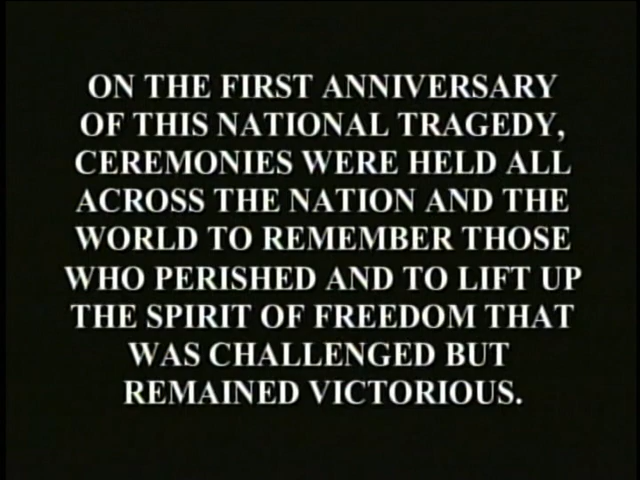 ON THE FIRST ANNIVERSARY
OF THIS NATIONAL TRAGEDY,
CEREMONIES WERE HELD ALL
ACROSS THE NATION AND THE
WORLD TO REMEMBER THOSE
WHO PERISHED AND TO LIFT UP
THE SPIRIT OF FREEDOM THAT
WAS CHALLENGED BUT
REMAINED VICTORIOUS.